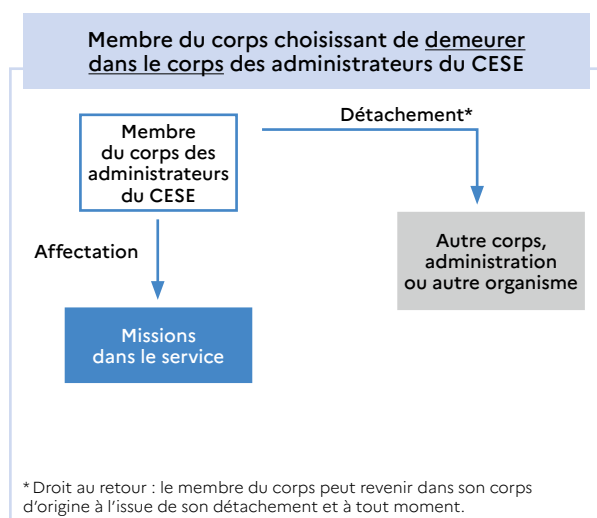 Membre du corps choisissant de demeurer
dans le corps des administrateurs du CESE
Détachement*
Membre
du corps des
administrateurs
du CESE
Autre corps,
administration
ou autre organisme
Affectation
Missions
dans le service
* Droit au retour : le membre du corps peut revenir dans son corps
d'origine à l'issue de son détachement et à tout moment.